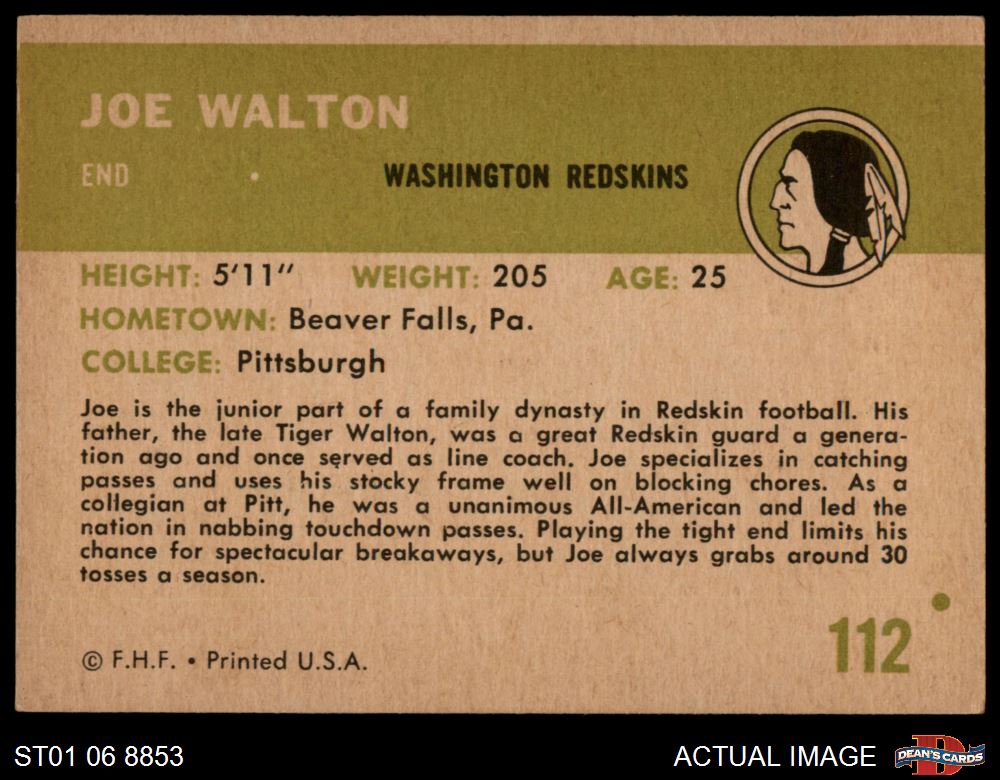 JOE WALTON
END
WASHINGTON REDSKINS
HEIGHT: 5'11" WEIGHT: 205 AGE: 25
HOMETOWN: Beaver Falls, Pa.
COLLEGE: Pittsburgh
Joe is the junior part of a family dynasty in Redskin football. His
father, the late Tiger Walton, was a great Redskin guard a genera-
tion ago and once served as line coach. Joe specializes in catching
passes and uses his stocky frame well on blocking chores. As a
collegian at Pitt, he was a unanimous All-American and led the
nation in nabbing touchdown passes. Playing the tight end limits his
chance for spectacular breakaways, but Joe always grabs around 30
tosses a season.
112
© F.H.F. • Printed U.S.A.
ST01 06 8853
ACTUAL IMAGE
D
DEAN'S CARDS